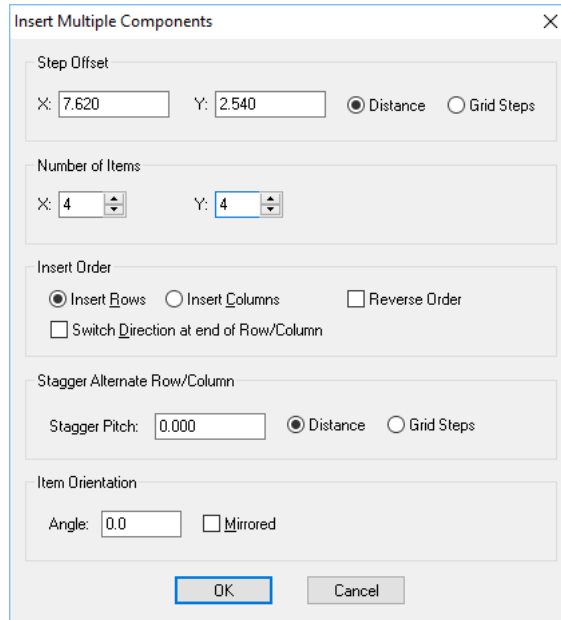 Insert Multiple Components
Step Offset
X: 7.620 Y: 2.540 Distance Grid Steps
Number of Items
X: 4 Y: 4
Insert Order
Insert Rows Insert Columns Reverse Order
Switch Direction at end of Row/Column
Stagger Alternate Row/Column
Stagger Pitch: 0.000 Distance Grid Steps
Item Orientation
Angle: 0.0 Mirrored
OK Cancel